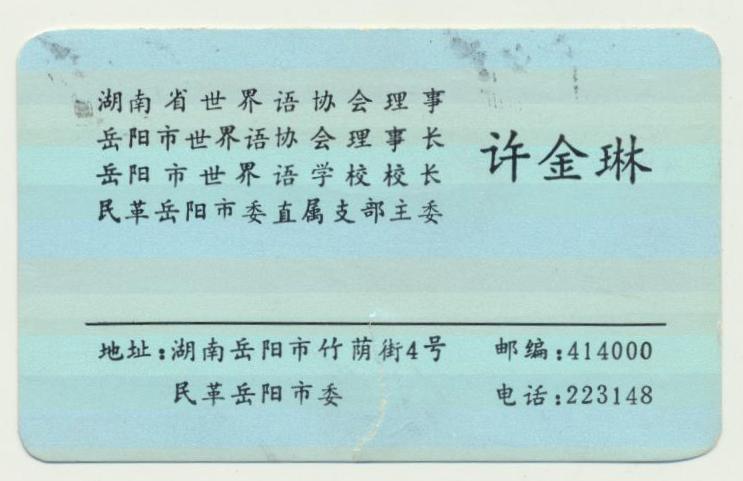 湖南省世界语协会理事
岳阳市世界语协会理事长
岳阳市世界语学校校长
民革岳阳市委直属支部主委
许金琳
地址:湖南岳阳市竹荫街4号
民革岳阳市委
邮编:414000
电话:223148